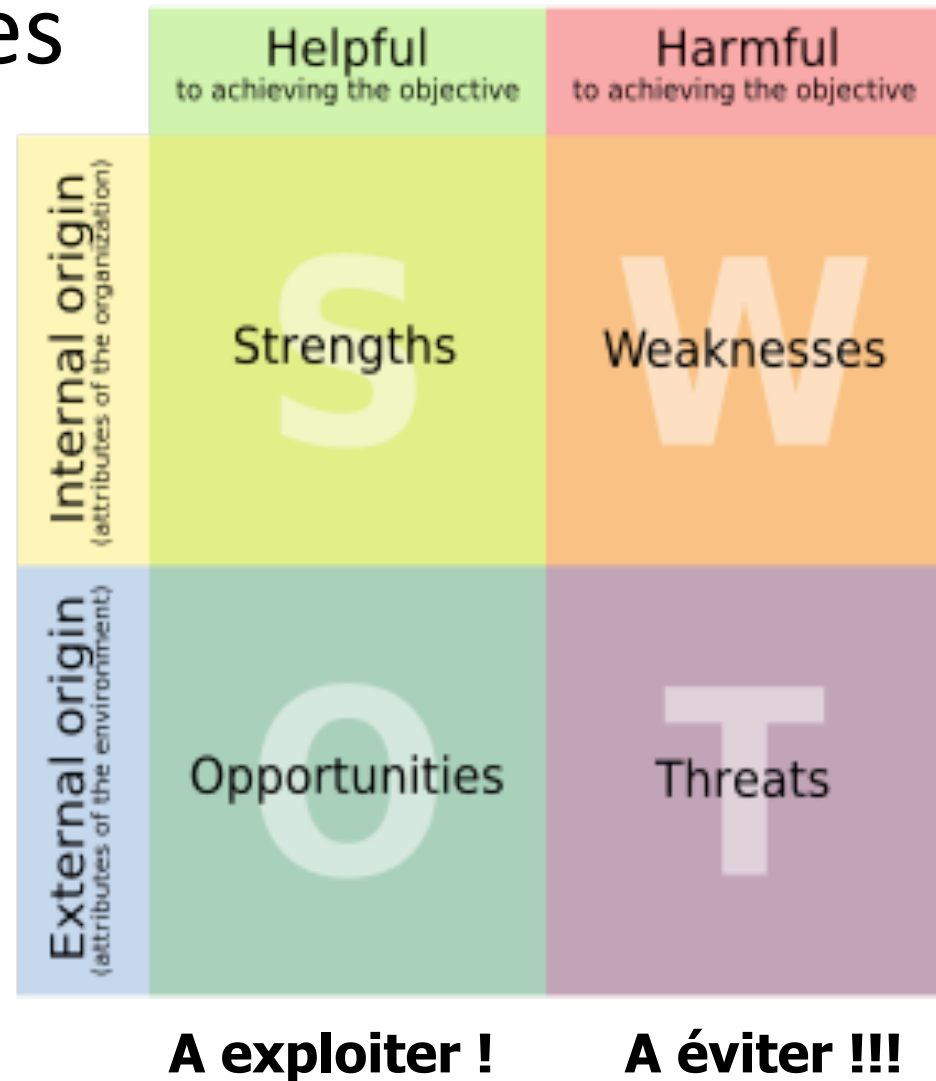 es
Helpful
to achieving the objective
Harmful
to achieving the objective
Internal origin
(attributes of the organization)
S
Strengths
W
Weaknesses
External origin
(attributes of the environment)
O
Opportunities
T
Threats
A exploiter !
A éviter !!!